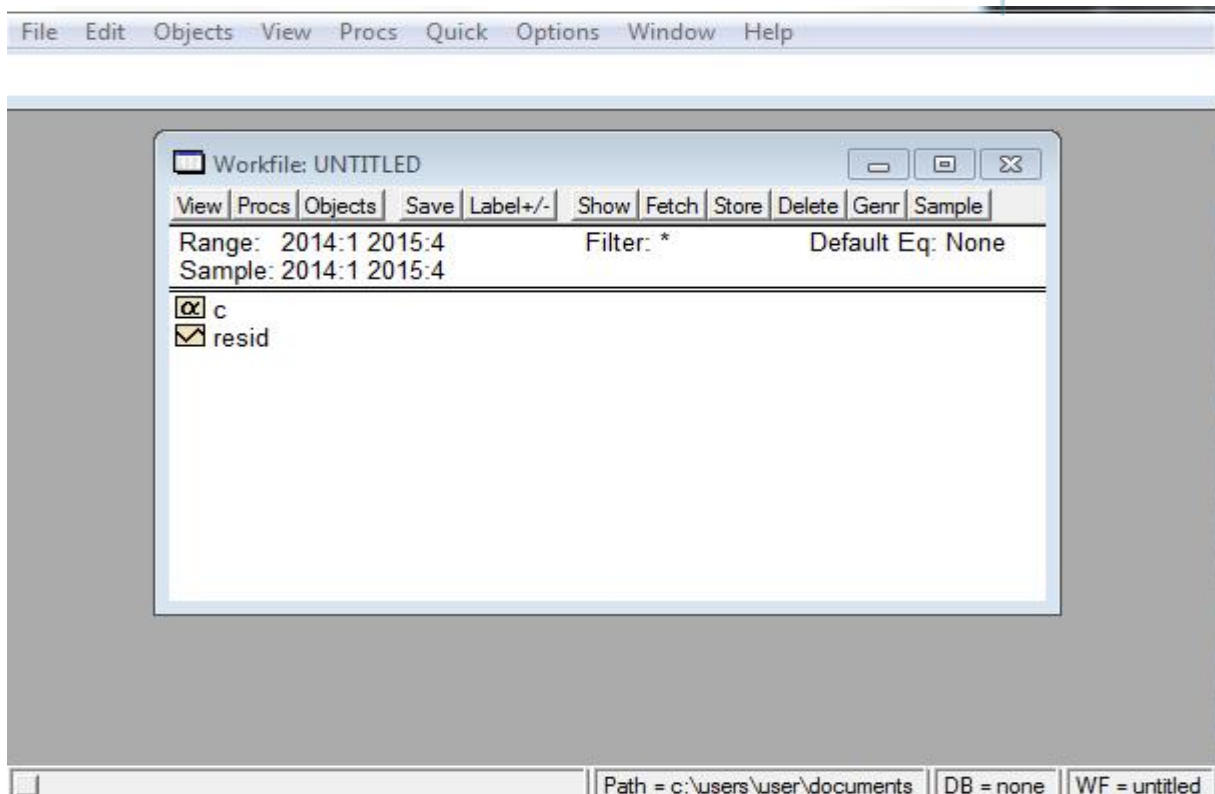 File Edit Objects View Procs Quick Options Window Help
Workfile: UNTITLED
View Procs Objects Save Label+/- Show Fetch Store Delete Genr Sample
Range: 2014:1 2015:4 Filter: * Default Eq: None
Sample: 2014:1 2015:4
α c
resid
Path = c:\users\user\documents DB = none WF = untitled